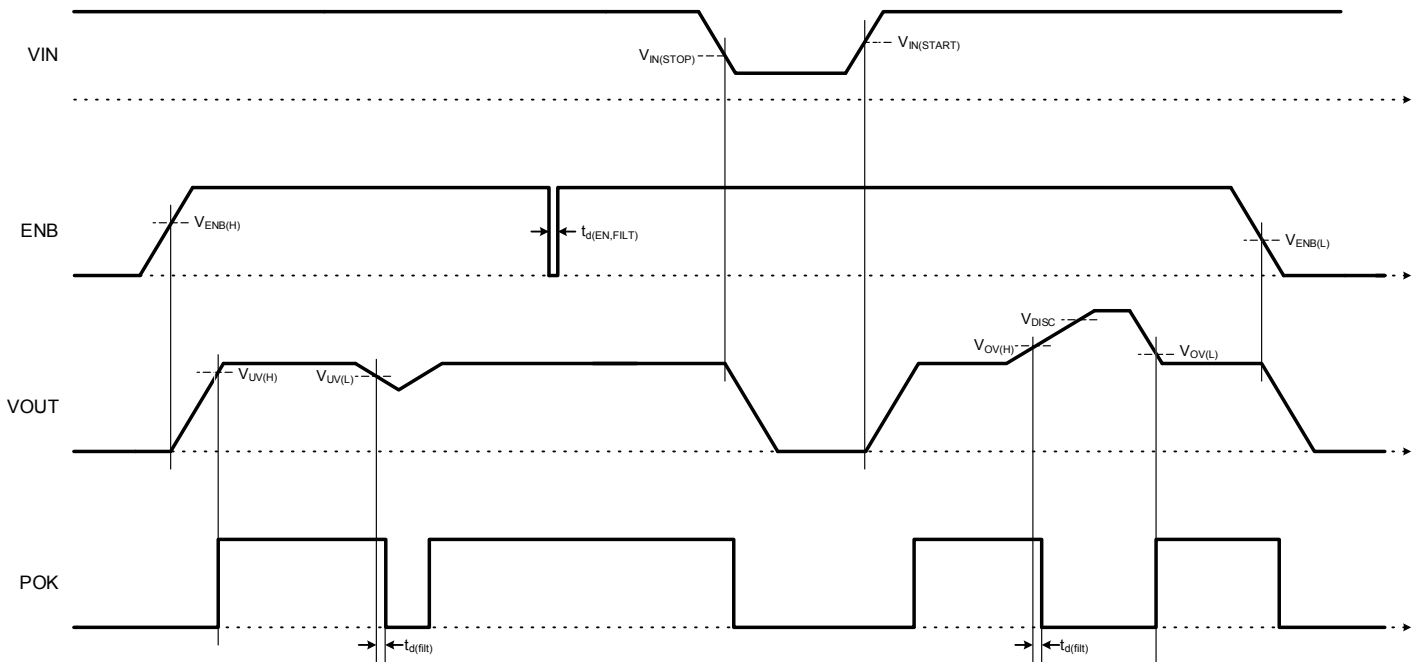 VIN
V_IN(STOP)
V_IN(START)
ENB
V_ENB(H)
t_d(EN,FILT)
V_ENB(L)
VOUT
V_UV(H)
V_UV(L)
V_DISC
V_OV(H)
V_OV(L)
POK
t_d(filt)
t_d(filt)